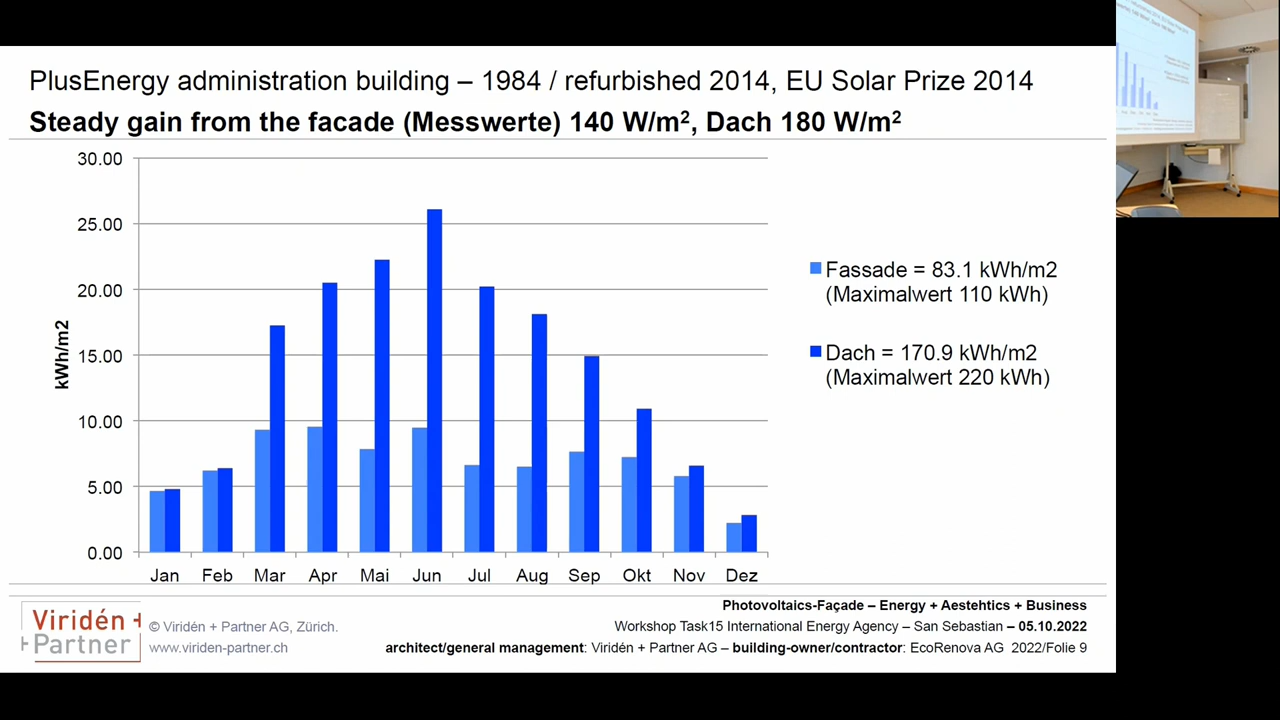 PlusEnergy administration building – 1984 / refurbished 2014, EU Solar Prize 2014
Steady gain from the facade (Messwerte) 140 W/m², Dach 180 W/m²
30.00
25.00
20.00
15.00
10.00
5.00
0.00
kWh/m2
Jan Feb Mar Apr Mai Jun Jul Aug Sep Okt Nov Dez
Fassade = 83.1 kWh/m2
(Maximalwert 110 kWh)
Dach = 170.9 kWh/m2
(Maximalwert 220 kWh)
Viridén +
+Partner
© Viridén + Partner AG, Zürich.
www.viriden-partner.ch
Photovoltaics-Façade – Energy + Aestehtics + Business
Workshop Task15 International Energy Agency – San Sebastian – 05.10.2022
architect/general management: Viridén + Partner AG – building-owner/contractor: EcoRenova AG 2022/Folie 9